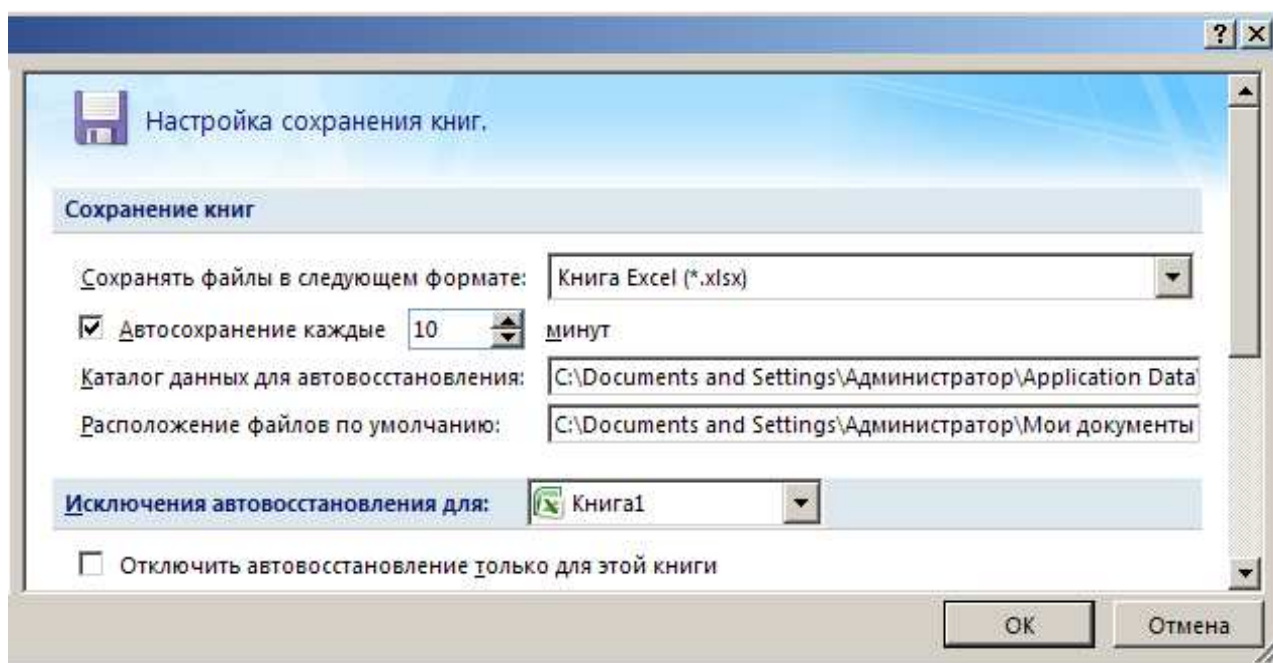 Настройка сохранения книг.
Сохранение книг
Сохранять файлы в следующем формате: Книга Excel (*.xlsx)
Автосохранение каждые 10 минут
Каталог данных для автовосстановления: C:\Documents and Settings\Администратор\Application Data\
Расположение файлов по умолчанию: C:\Documents and Settings\Администратор\Мои документы
Исключения автовосстановления для: Книга1
Отключить автовосстановление только для этой книги
ОК Отмена